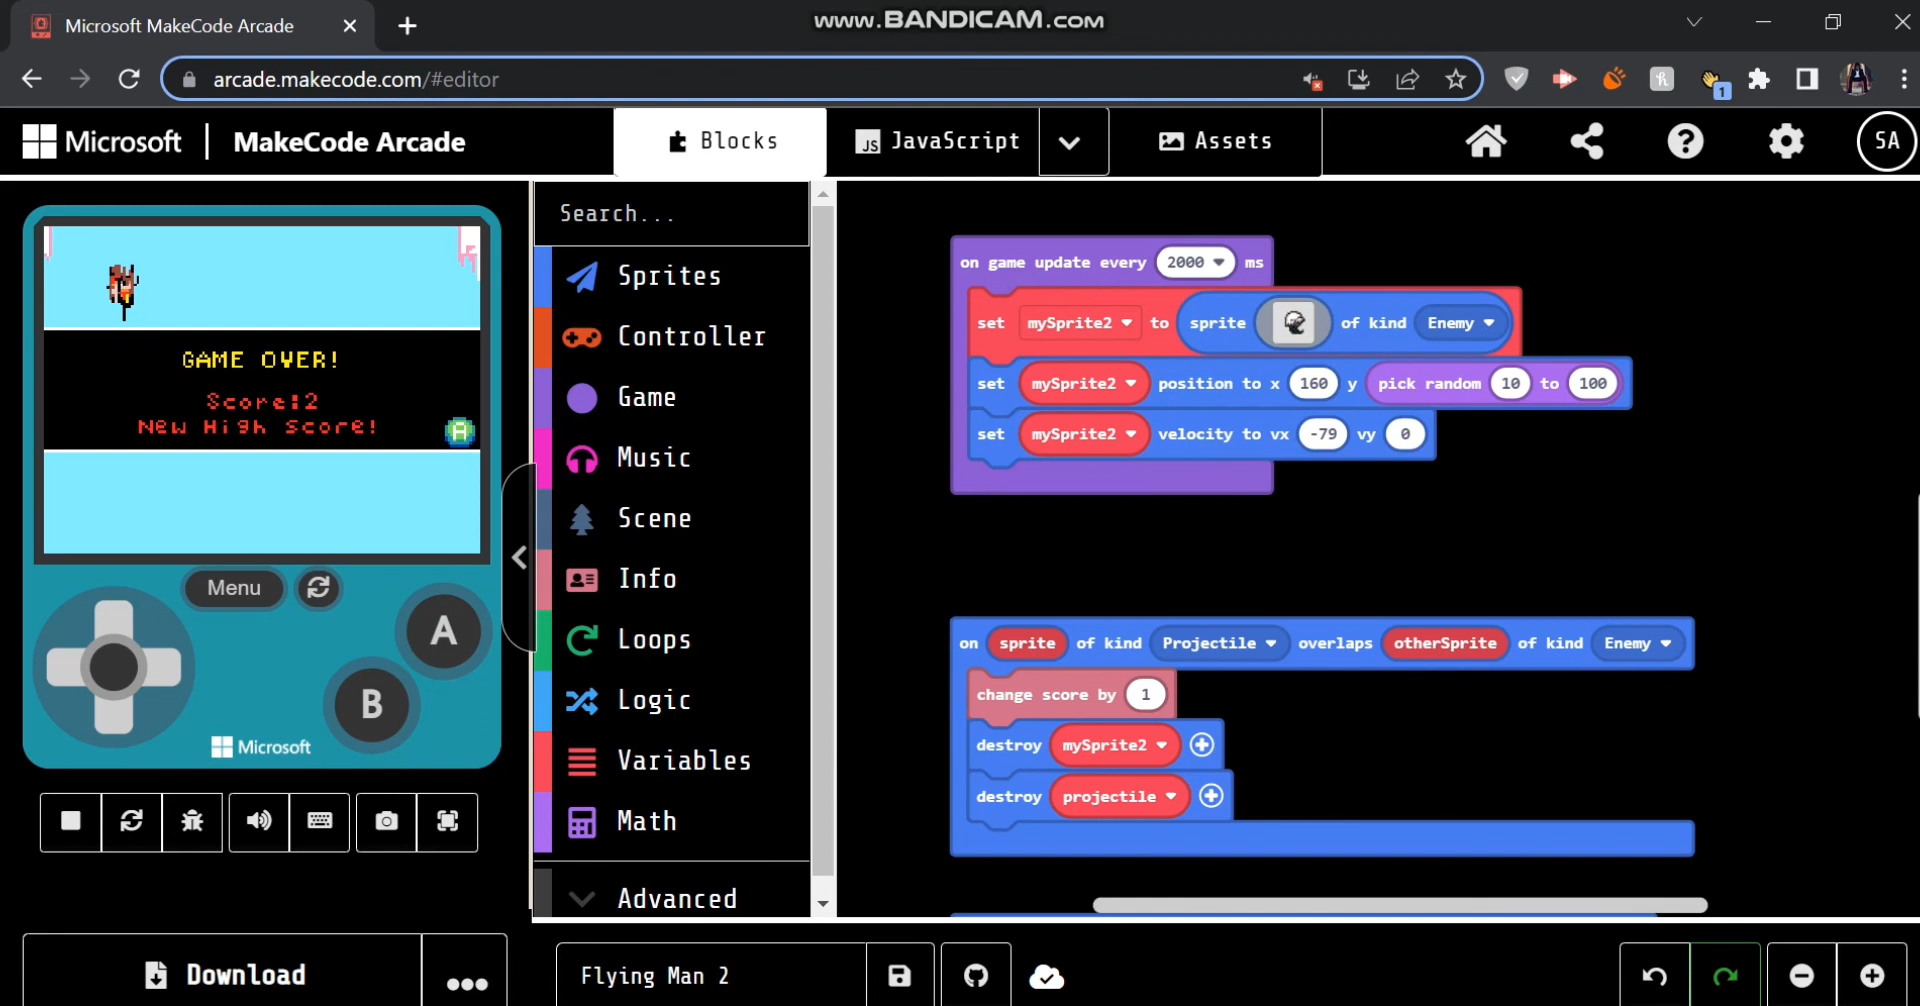 Microsoft MakeCode Arcade
www.BANDICAM.com
arcade.makecode.com/#editor
1
Microsoft
MakeCode Arcade
Blocks
JS JavaScript
Assets
SA
GAME OVER!
Score:2
New High Score!
A
Menu
A
B
Microsoft
Search...
Sprites
Controller
Game
Music
Scene
Info
Loops
Logic
Variables
Math
Advanced
on game update every 2000 ms
set mySprite2 to sprite of kind Enemy
set mySprite2 position to x 160 y pick random 10 to 100
set mySprite2 velocity to vx -79 vy 0
on sprite of kind Projectile overlaps otherSprite of kind Enemy
change score by 1
destroy mySprite2
destroy projectile
Download
Flying Man 2